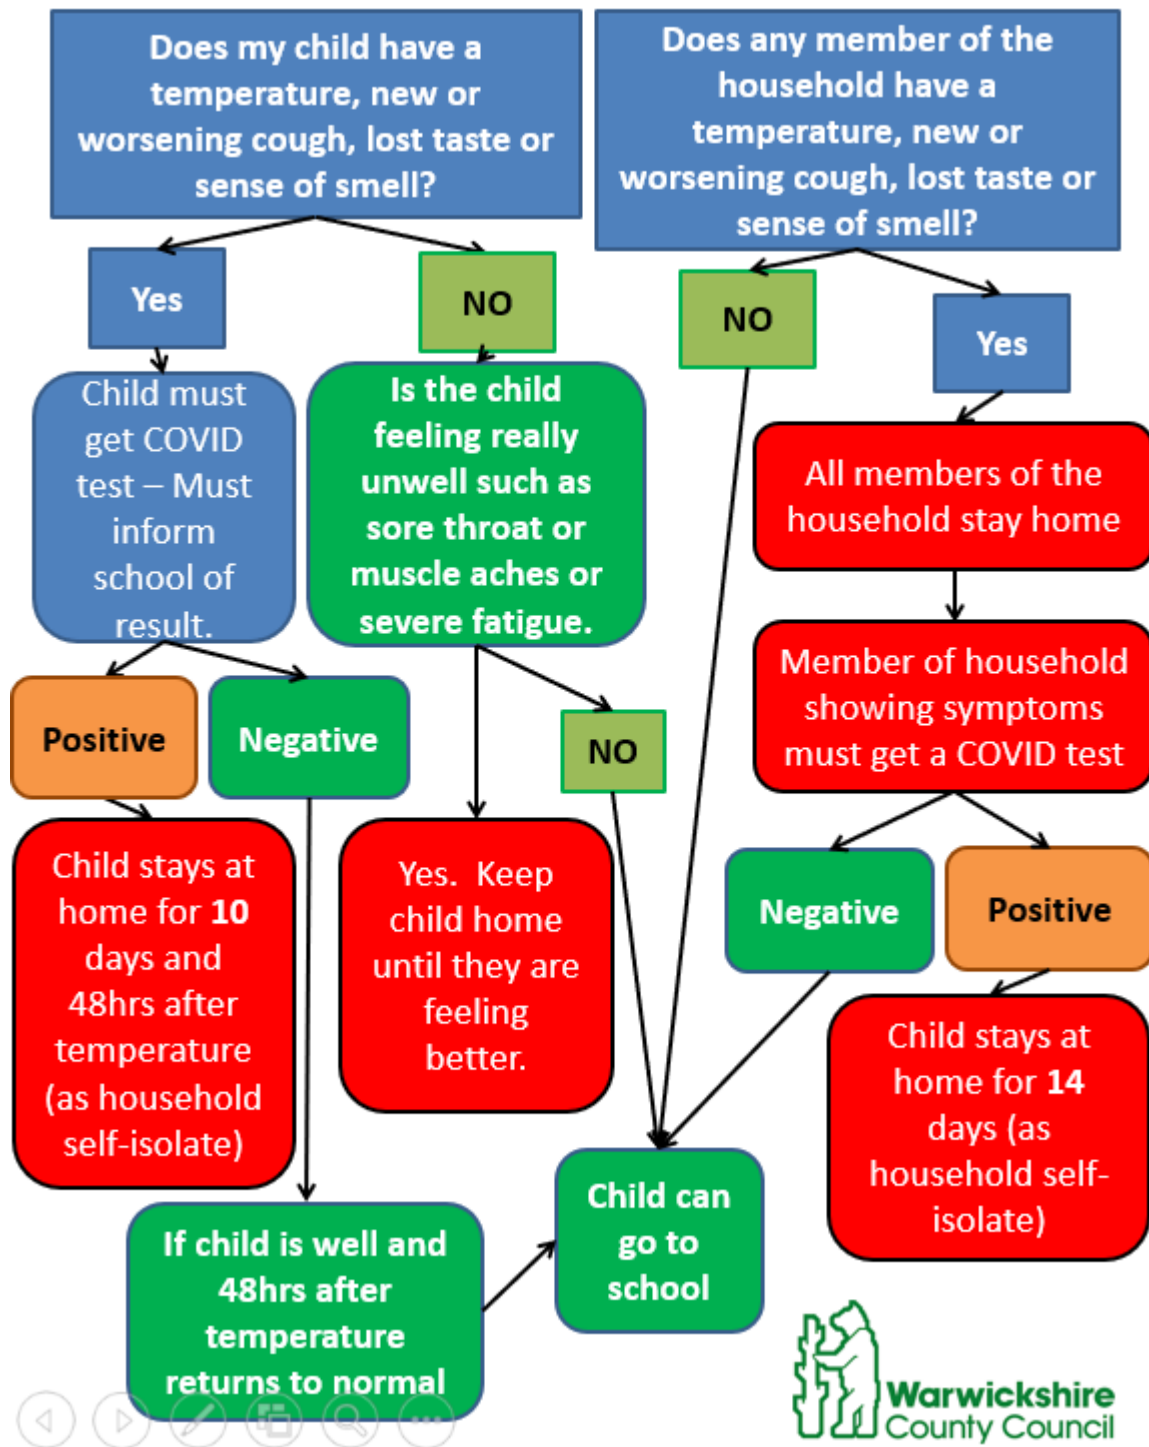 Does my child have a
temperature, new or
worsening cough, lost taste or
sense of smell?
Does any member of the
household have a
temperature, new or
worsening cough, lost taste or
sense of smell?
Yes
NO
NO
Yes
Child must
get COVID
test – Must
inform
school of
result.
Is the child
feeling really
unwell such as
sore throat or
muscle aches or
severe fatigue.
All members of the
household stay home
Member of household
showing symptoms
must get a COVID test
Positive
Negative
NO
Negative
Positive
Child stays at
home for 10
days and
48hrs after
temperature
(as household
self-isolate)
Yes. Keep
child home
until they are
feeling
better.
Child stays at
home for 14
days (as
household self-
isolate)
If child is well and
48hrs after
temperature
returns to normal
Child can
go to
school
Warwickshire
County Council